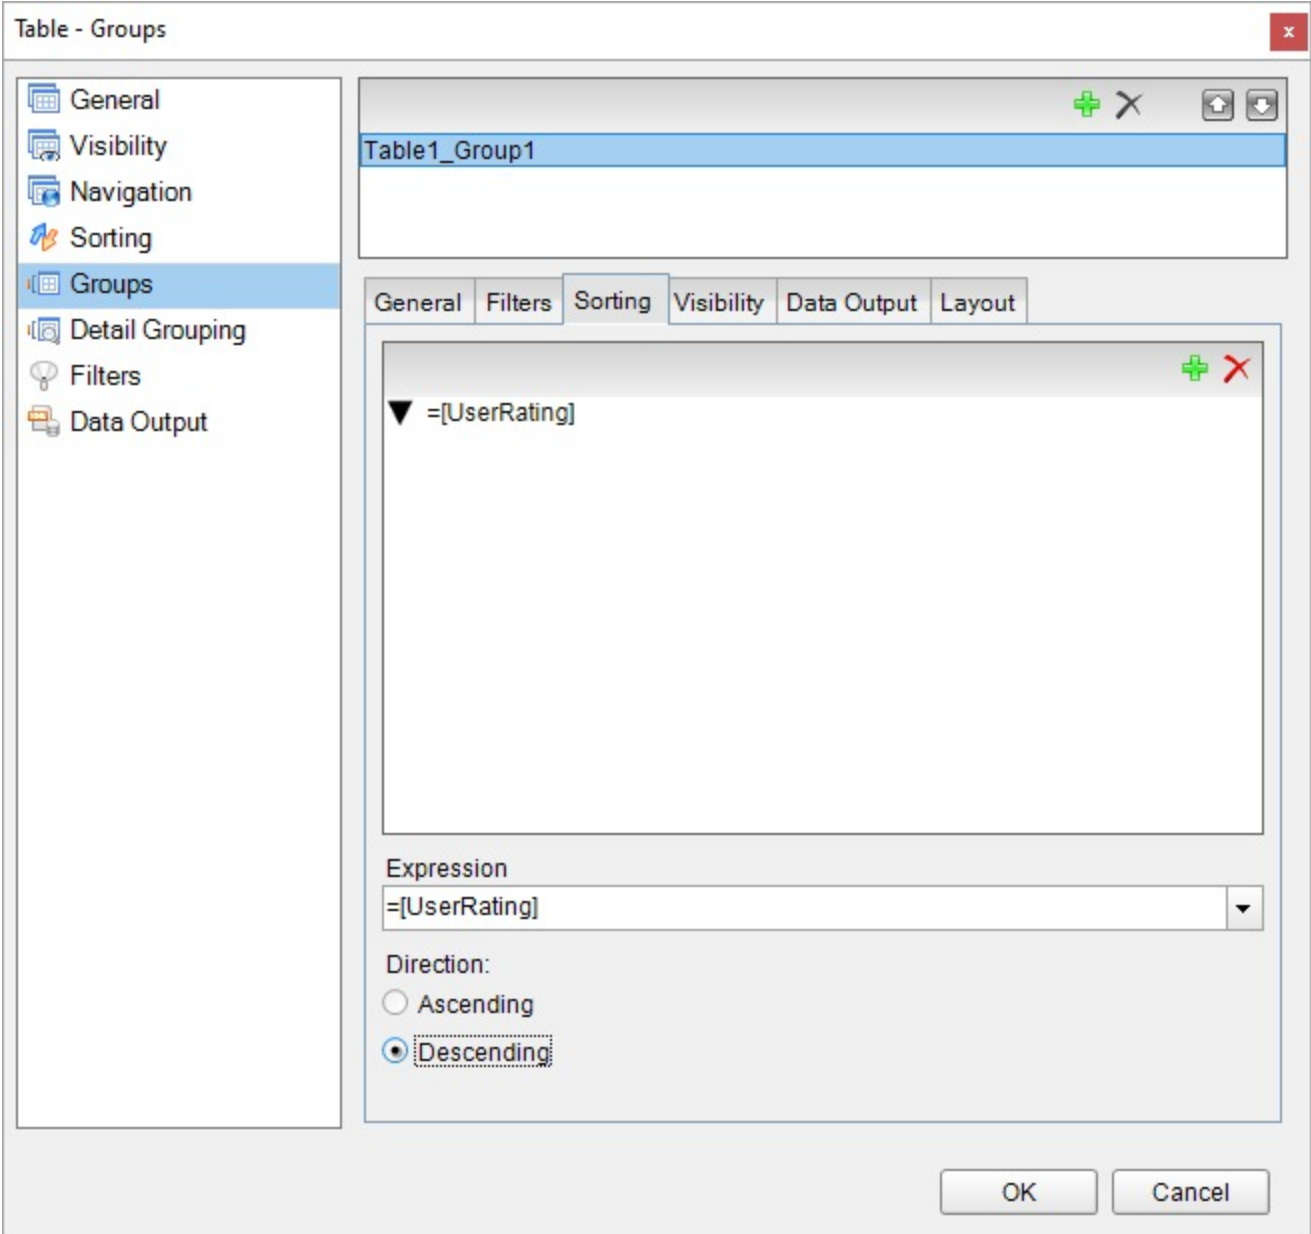 Table - Groups
x
General
Visibility
Navigation
Sorting
Groups
Detail Grouping
Filters
Data Output
Table1_Group1
General Filters Sorting Visibility Data Output Layout
=[UserRating]
Expression
=[UserRating]
Direction:
Ascending
Descending
OK Cancel